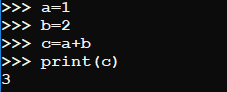 >>> a=1
>>> b=2
>>> c=a+b
>>> print(c)
3